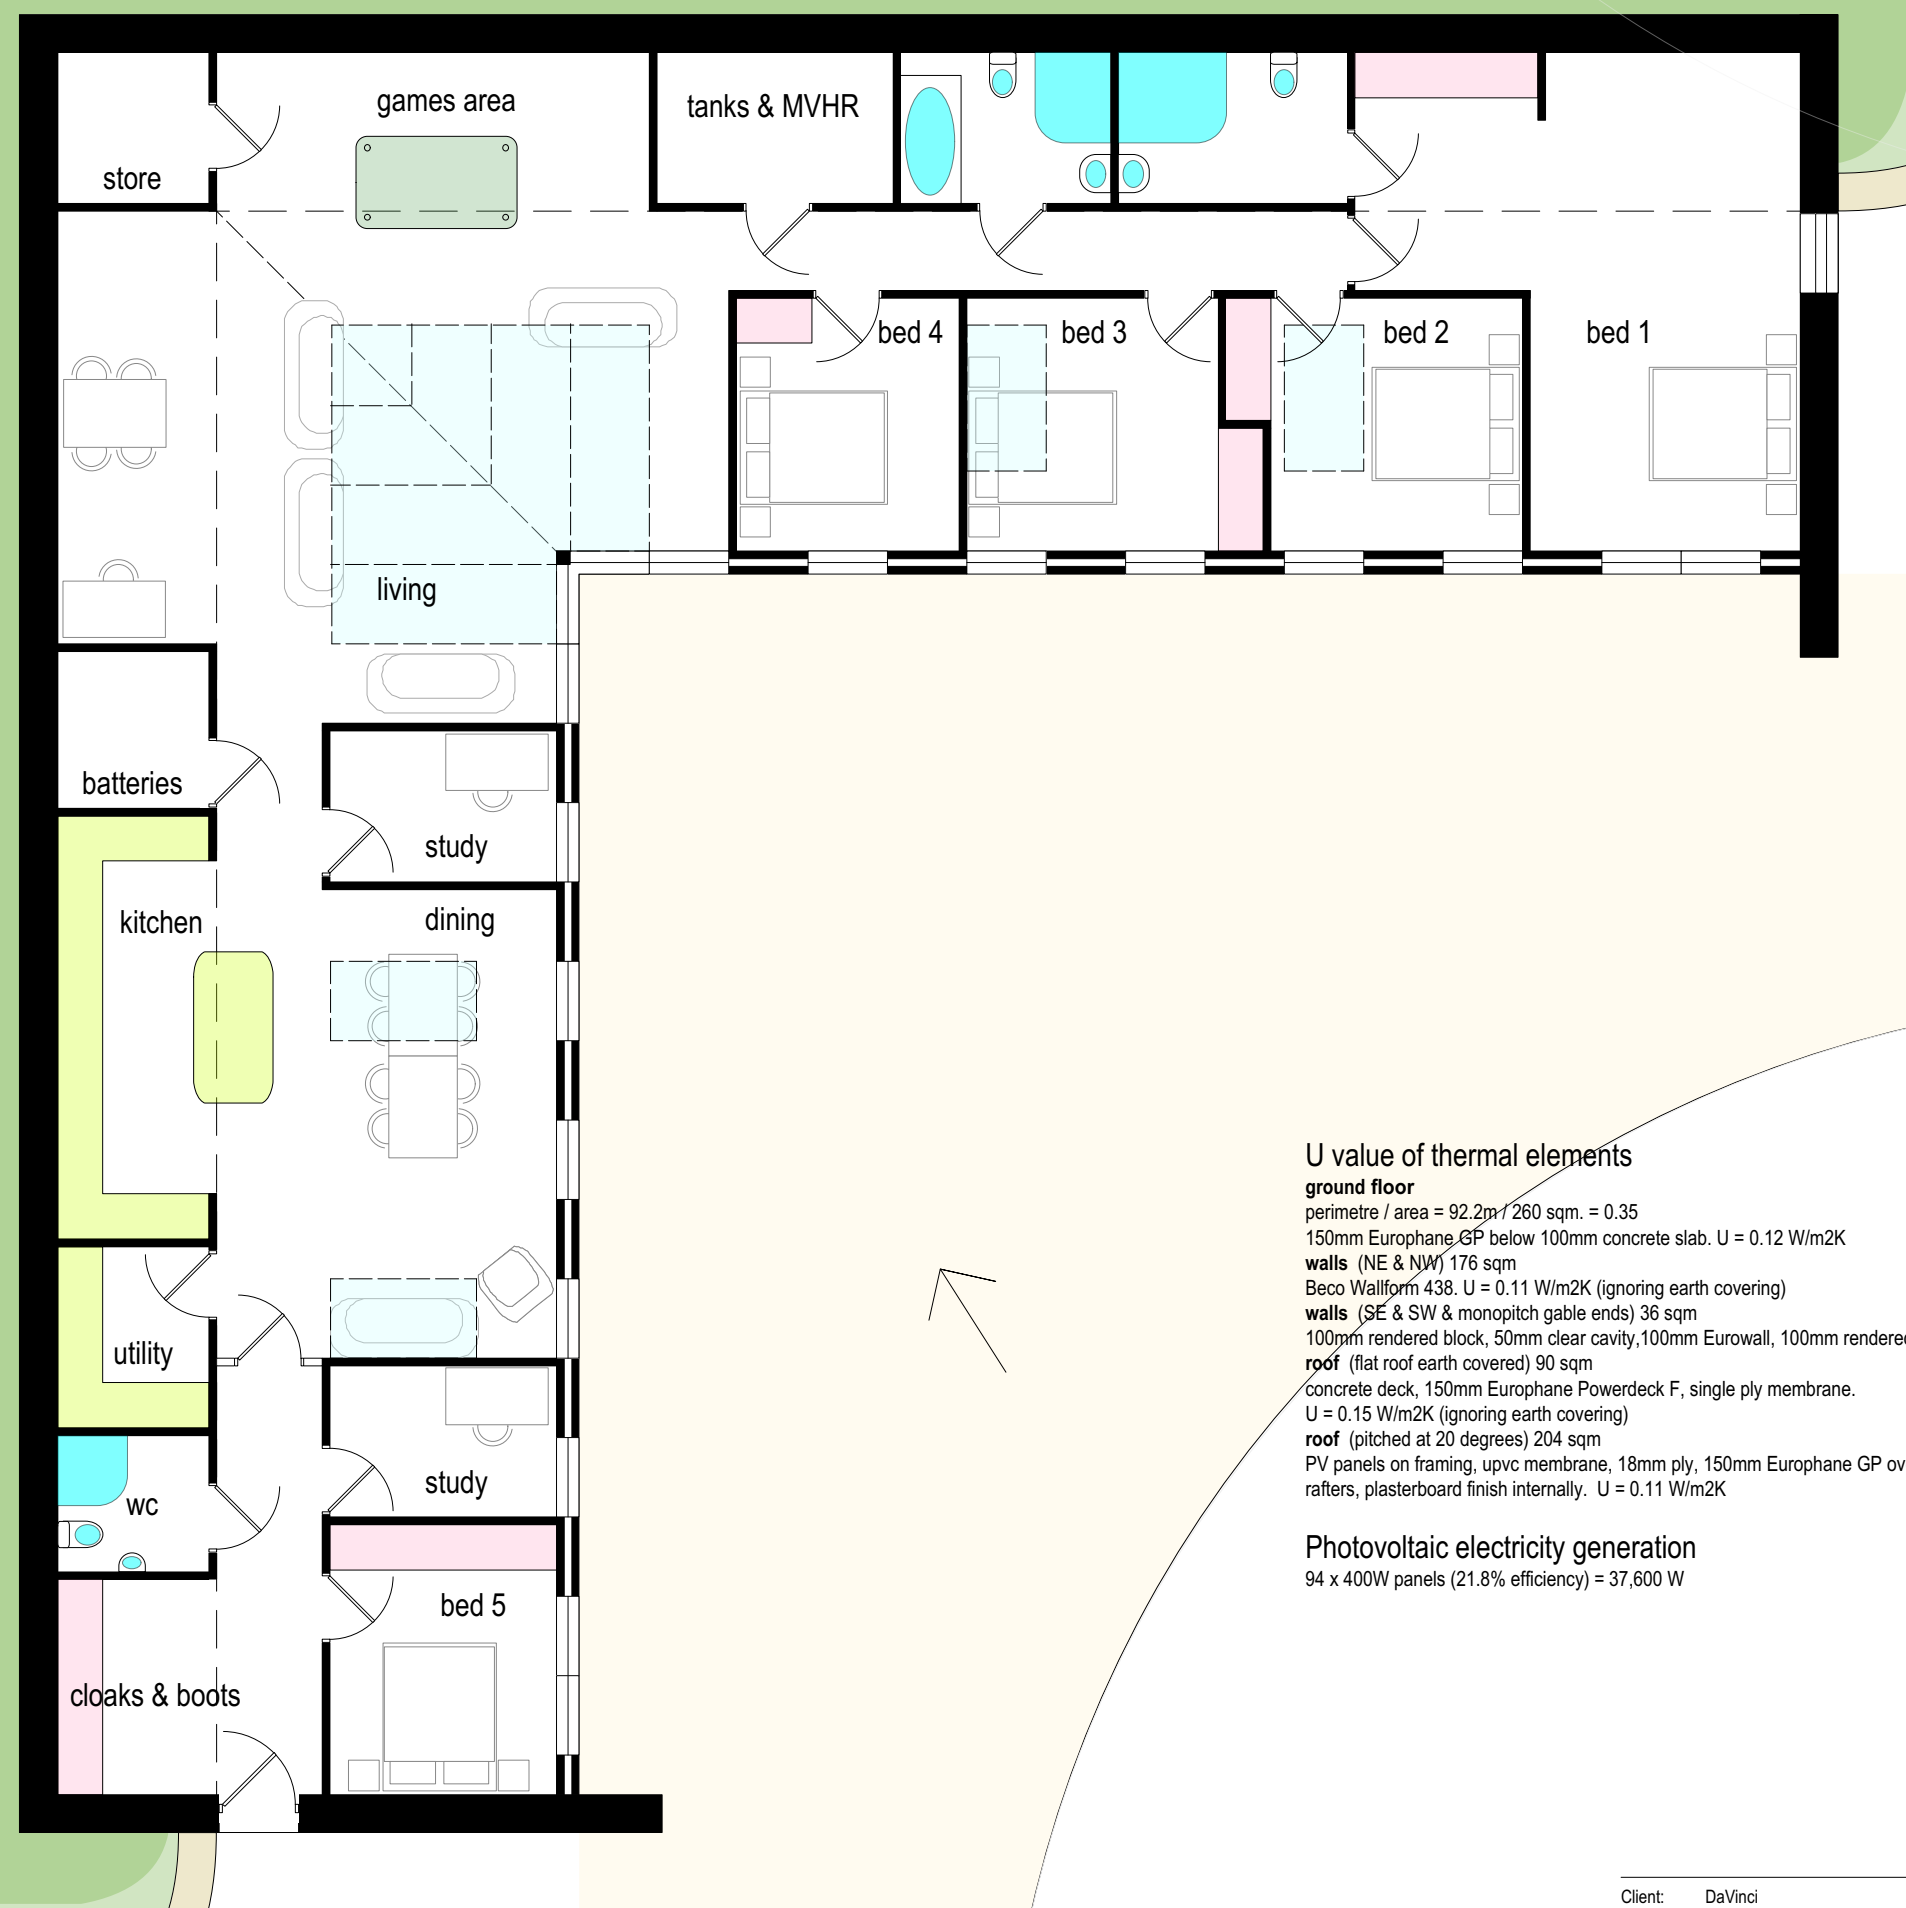 games area
tanks & MVHR
store
bed 4
bed 3
bed 2
bed 1
living
batteries
study
kitchen
dining
utility
study
wc
bed 5
cloaks & boots
U value of thermal elements
ground floor
perimetre / area = 92.2m / 260 sqm. = 0.35
150mm Europhane GP below 100mm concrete slab. U = 0.12 W/m2K
walls (NE & NW) 176 sqm
Beco Wallform 438. U = 0.11 W/m2K (ignoring earth covering)
walls (SE & SW & monopitch gable ends) 36 sqm
100mm rendered block, 50mm clear cavity,100mm Eurowall, 100mm rendered
roof (flat roof earth covered) 90 sqm
concrete deck, 150mm Europhane Powerdeck F, single ply membrane.
U = 0.15 W/m2K (ignoring earth covering)
roof (pitched at 20 degrees) 204 sqm
PV panels on framing, upvc membrane, 18mm ply, 150mm Europhane GP ov
rafters, plasterboard finish internally. U = 0.11 W/m2K
Photovoltaic electricity generation
94 x 400W panels (21.8% efficiency) = 37,600 W
Client: DaVinci